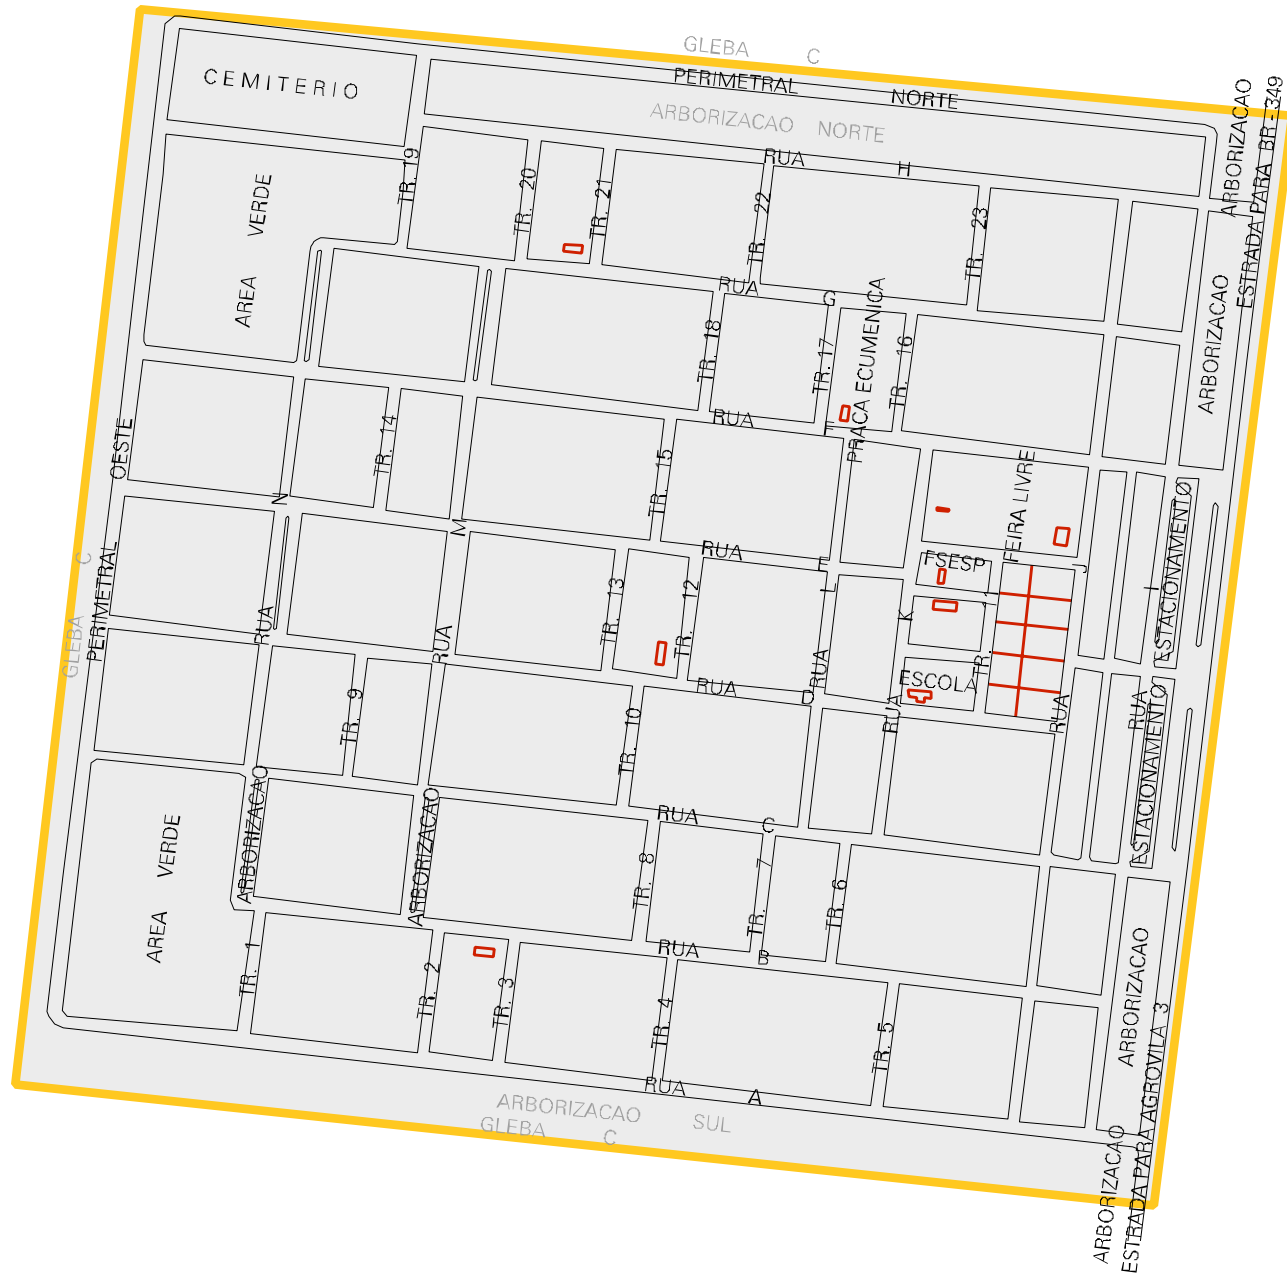 GLEBA C
PERIMETRAL NORTE
ARBORIZACAO NORTE
CEMITERIO
ARBORIZACAO
ESTRADA PARA BR - 349
RUA H
TR. 19
TR. 20
TR. 21
TR. 22
TR. 23
AREA VERDE
ARBORIZACAO
RUA G
PRACA ECUMENICA
TR. 18
TR. 17
TR. 16
RUA F
TR. 14
TR. 15
PERIMETRAL OESTE
GLEBA C
RUA N
RUA M
FEIRA LIVRE
ESTACIONAMENTO
RUA E
FSESP
RUA J
RUA I
RUA L
RUA K
TR. 13
TR. 12
TR. 11
ESCOLA
RUA D
TR. 9
TR. 10
ESTACIONAMENTO
ARBORIZACAO
ARBORIZACAO
RUA C
AREA VERDE
TR. 8
TR. 7
TR. 6
RUA B
TR. 1
TR. 2
TR. 3
TR. 4
TR. 5
ARBORIZACAO
RUA A
ARBORIZACAO SUL
GLEBA C
ARBORIZACAO
ESTRADA PARA AGROVILA 3